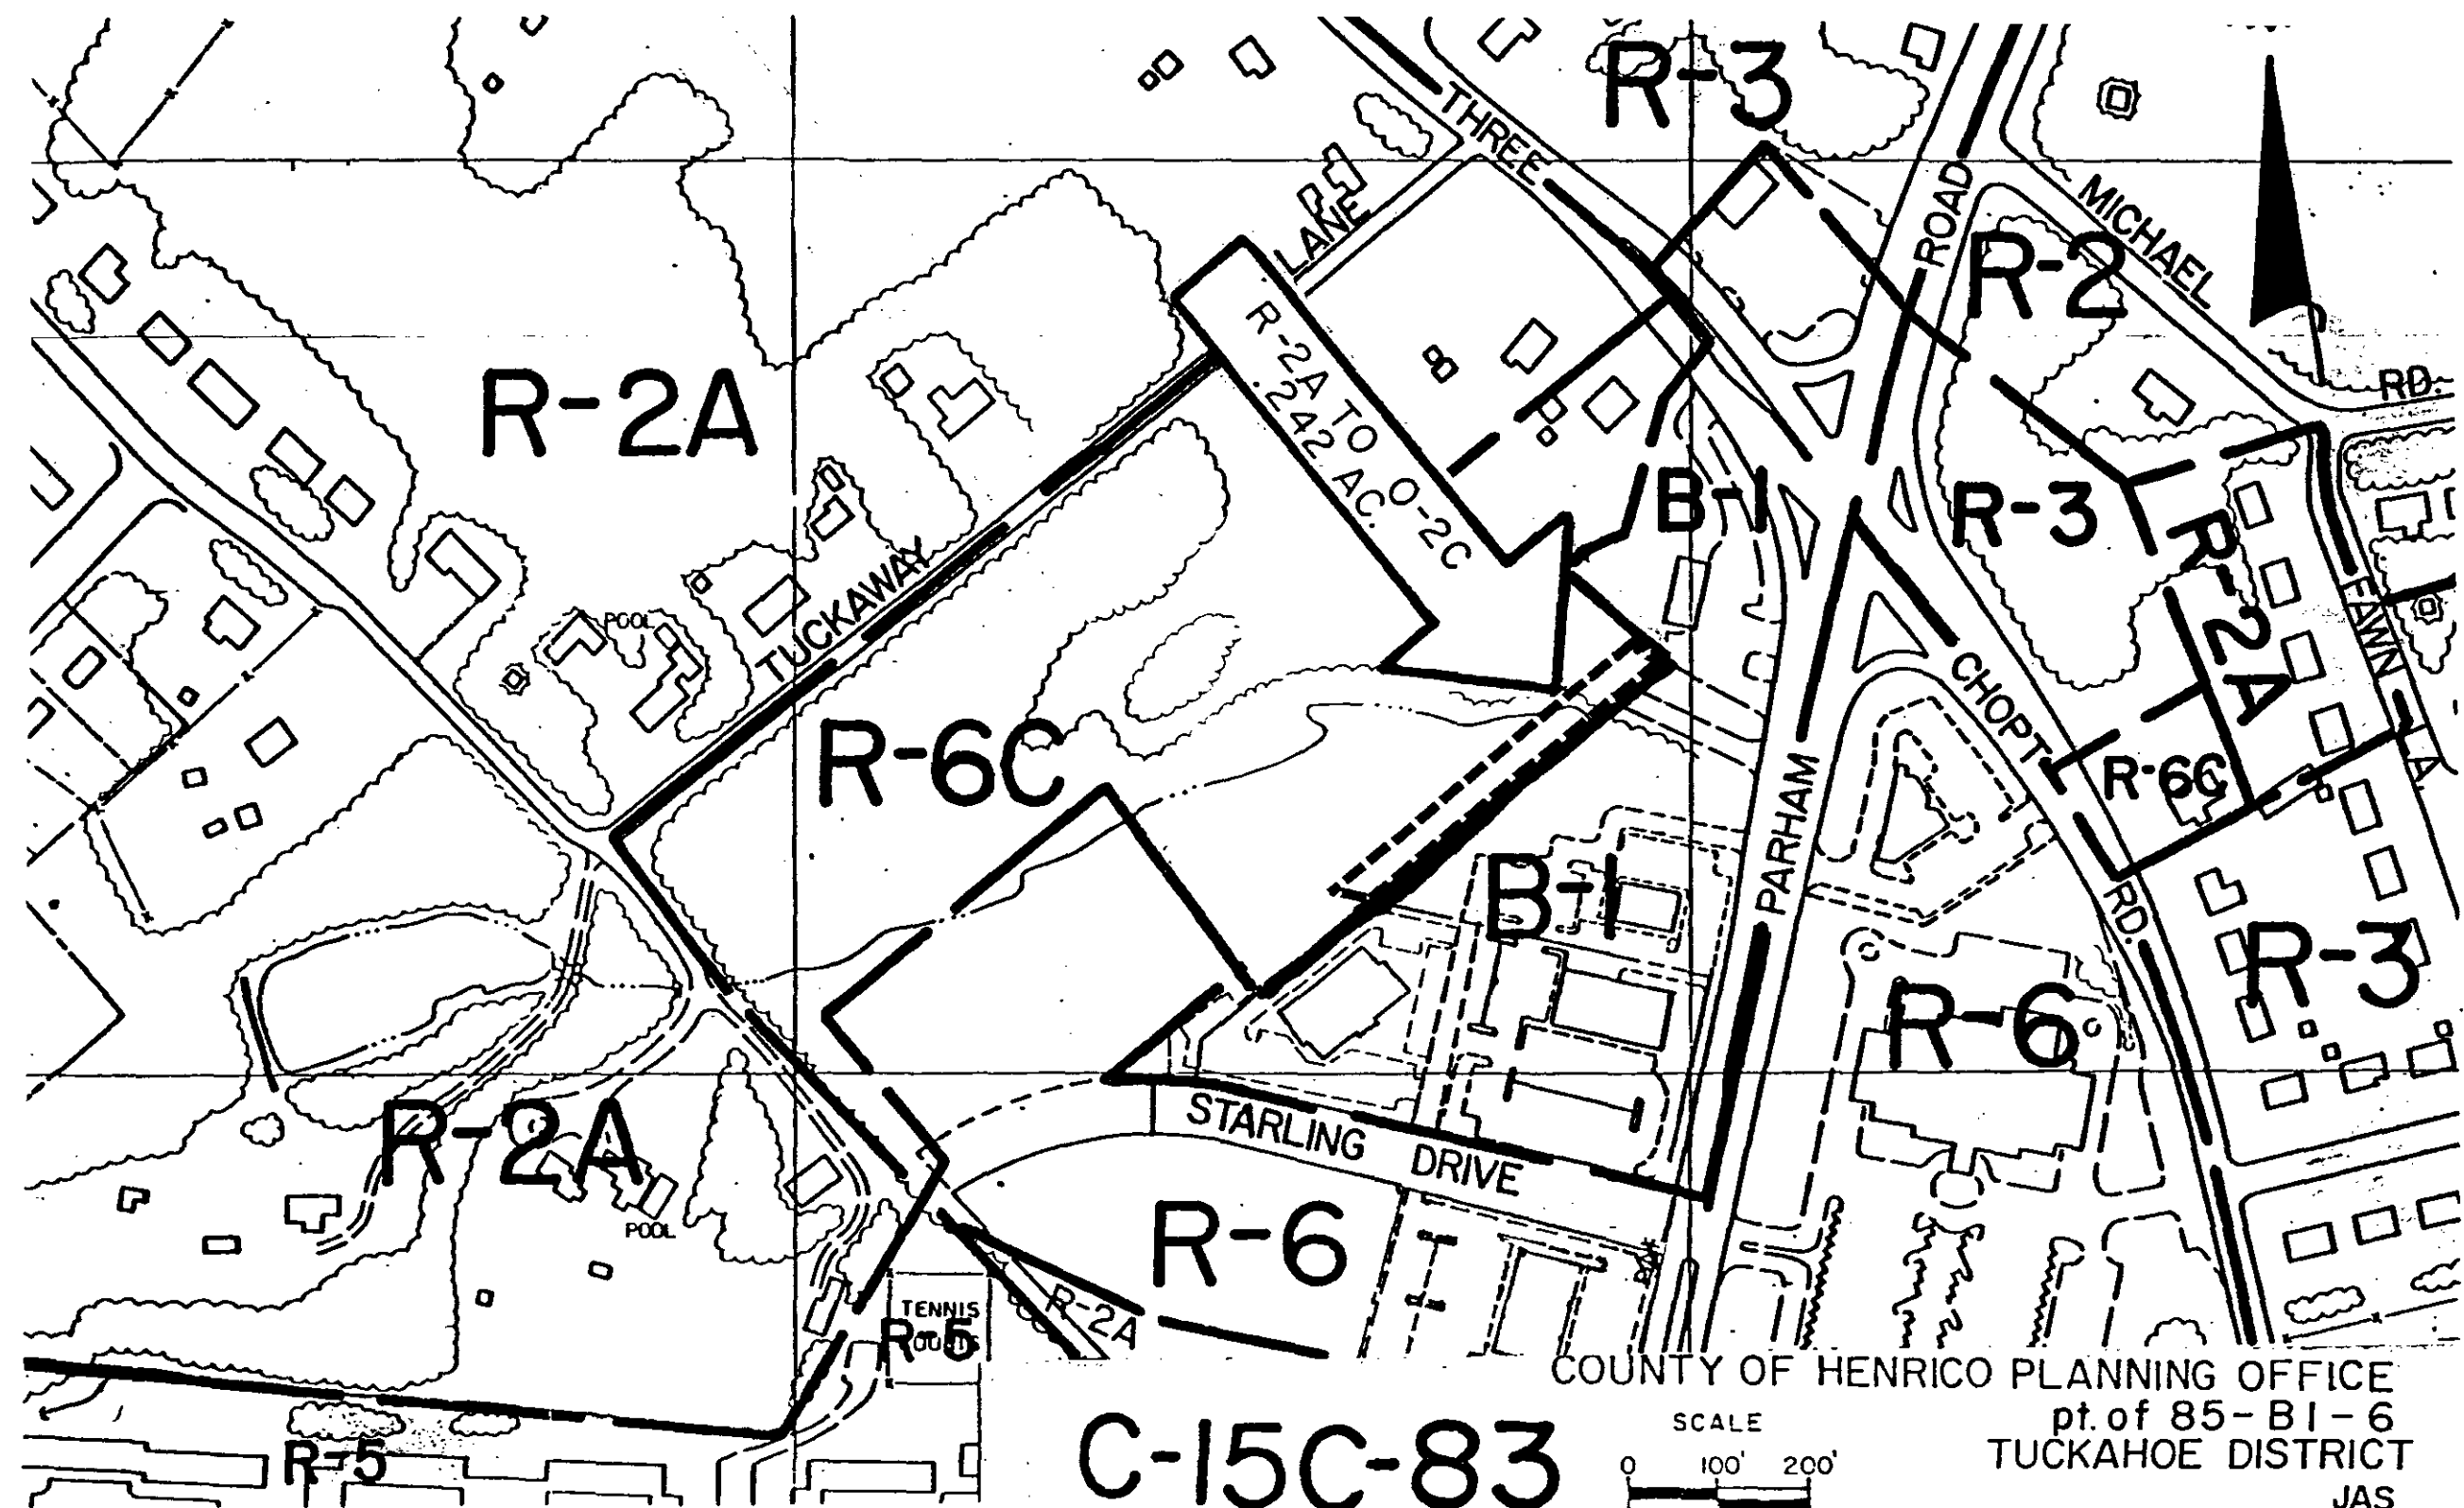 R-3
THREE
LANE
ROAD
MICHAEL
R-2
RD.
R-2A TO O-2C
.242 AC.
R-2A
B-1
R-3
R-2A
FAWN
LA.
TUCKAWAY
POOL
CHOPT
R-6C
R-6C
PARHAM
B-1
RD.
R-3
R-6
R-2A
POOL
STARLING DRIVE
R-6
R-2A
TENNIS
R-5
R-5
COUNTY OF HENRICO PLANNING OFFICE
pt. of 85-B1-6
TUCKAHOE DISTRICT
JAS
C-15C-83
SCALE
0 100' 200'